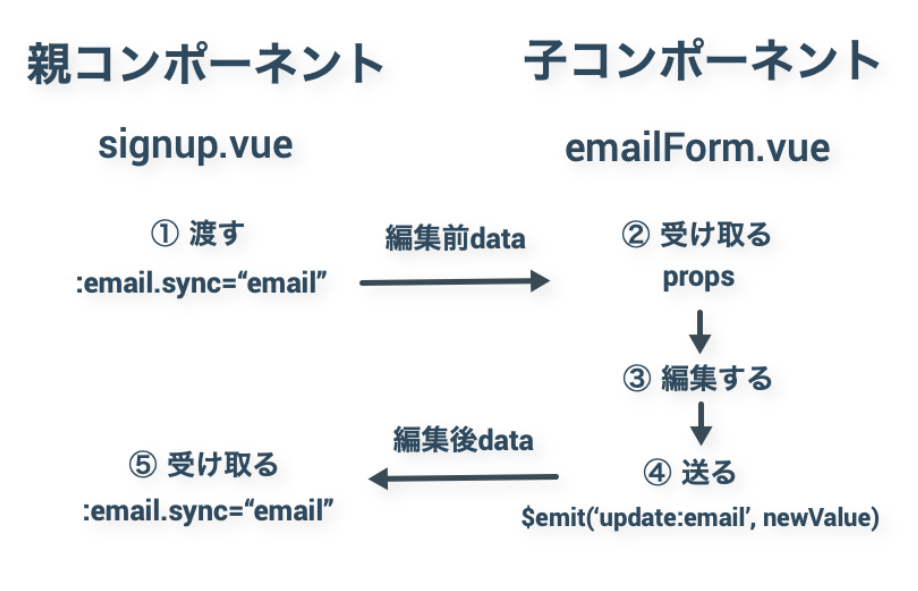 親コンポーネント
子コンポーネント
signup.vue
emailForm.vue
① 渡す
:email.sync=“email”
編集前data
② 受け取る
props
③ 編集する
④ 送る
$emit(‘update:email’, newValue)
編集後data
⑤ 受け取る
:email.sync=“email”